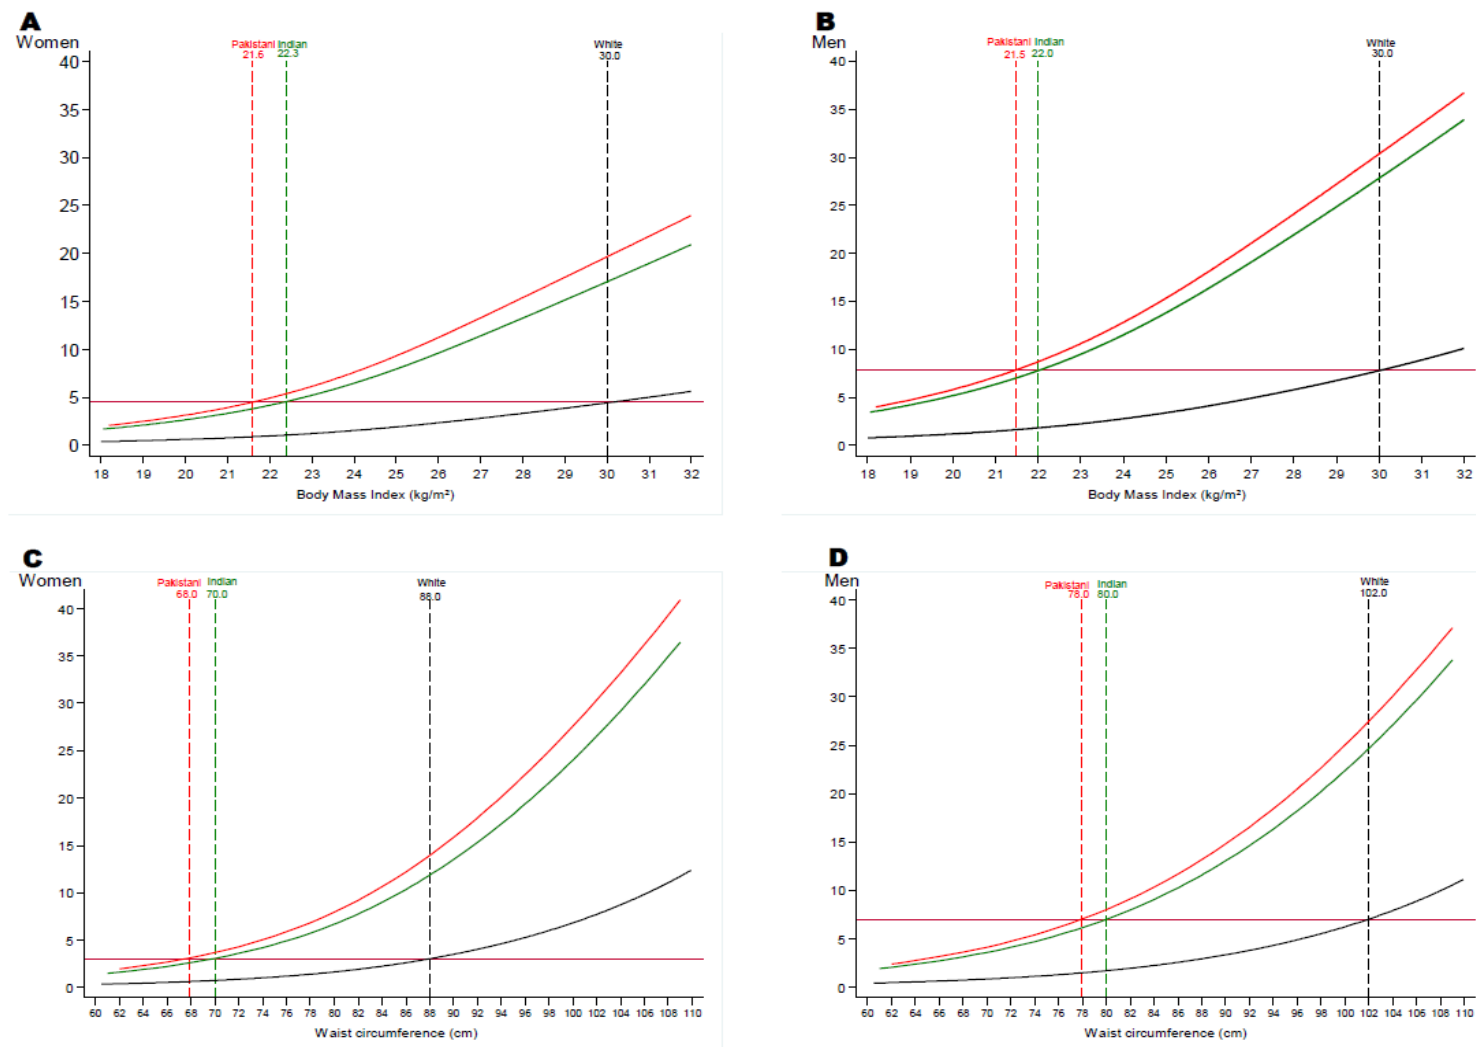 A
Women
Pakistani Indian
21.6 22.3
White
30.0
40
35
30
25
20
15
10
5
0
18 19 20 21 22 23 24 25 26 27 28 29 30 31 32
Body Mass Index (kg/m²)
B
Men
Pakistani Indian
21.5 22.0
White
30.0
40
35
30
25
20
15
10
5
0
18 19 20 21 22 23 24 25 26 27 28 29 30 31 32
Body Mass Index (kg/m²)
C
Women
Pakistani Indian
68.0 70.0
White
88.0
40
35
30
25
20
15
10
5
0
60 62 64 66 68 70 72 74 76 78 80 82 84 86 88 90 92 94 96 98 100 102 104 106 108 110
Waist circumference (cm)
D
Men
Pakistani Indian
78.0 80.0
White
102.0
40
35
30
25
20
15
10
5
0
60 62 64 66 68 70 72 74 76 78 80 82 84 86 88 90 92 94 96 98 100 102 104 106 108 110
Waist circumference (cm)